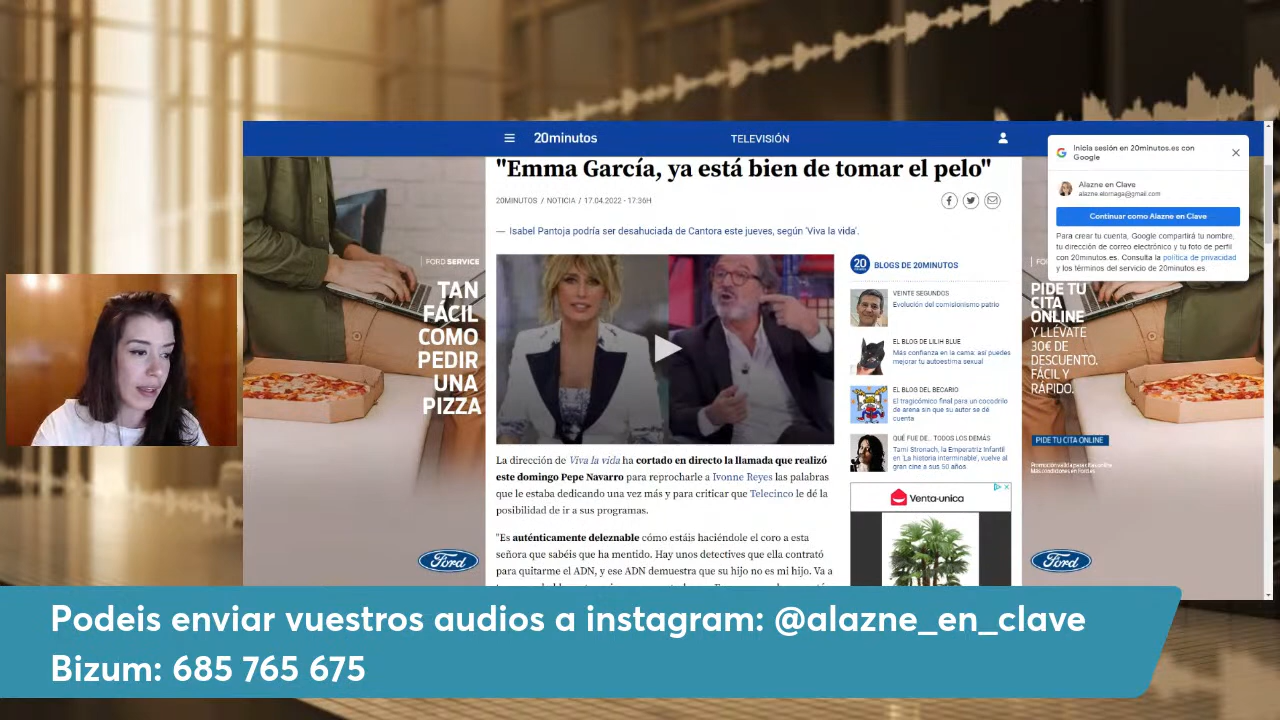 20minutos
TELEVISIÓN
"Emma García, ya está bien de tomar el pelo"
20MINUTOS / NOTICIA / 17.04.2022 - 17:36H
— Isabel Pantoja podría ser desahuciada de Cantora este jueves, según 'Viva la vida'.
La dirección de Viva la vida ha cortado en directo la llamada que realizó
este domingo Pepe Navarro para reprocharle a Ivonne Reyes las palabras
que le estaba dedicando una vez más y para criticar que Telecinco le dé la
posibilidad de ir a sus programas.
"Es auténticamente deleznable cómo estáis haciéndole el coro a esta
señora que sabéis que ha mentido. Hay unos detectives que ella contrató
para quitarme el ADN, y ese ADN demuestra que su hijo no es mi hijo. Va a
20
BLOGS DE 20MINUTOS
VEINTE SEGUNDOS
Evolución del comisionismo patrio
EL BLOG DE LILIH BLUE
Más confianza en la cama: así puedes
mejorar tu autoestima sexual
EL BLOG DEL BECARIO
El tragicómico final para un cocodrilo
de arena sin que su autor se dé
cuenta
QUÉ FUE DE... TODOS LOS DEMÁS
Tami Stronach, la Emperatriz Infantil
en 'La historia interminable', vuelve al
gran cine a sus 50 años
Venta-unica
FORD SERVICE
TAN
FÁCIL
COMO
PEDIR
UNA
PIZZA
Ford
Inicia sesión en 20minutos.es con
Google
Alazne en Clave
alazne.elorriaga@gmail.com
Continuar como Alazne en Clave
Para crear tu cuenta, Google compartirá tu nombre,
tu dirección de correo electrónico y tu foto de perfil
con 20minutos.es. Consulta la política de privacidad
y los términos del servicio de 20minutos.es.
PIDE TU
CITA
ONLINE
Y LLÉVATE
30€ DE
DESCUENTO.
FÁCIL Y
RÁPIDO.
PIDE TU CITA ONLINE
Ford
Podeis enviar vuestros audios a instagram: @alazne_en_clave
Bizum: 685 765 675